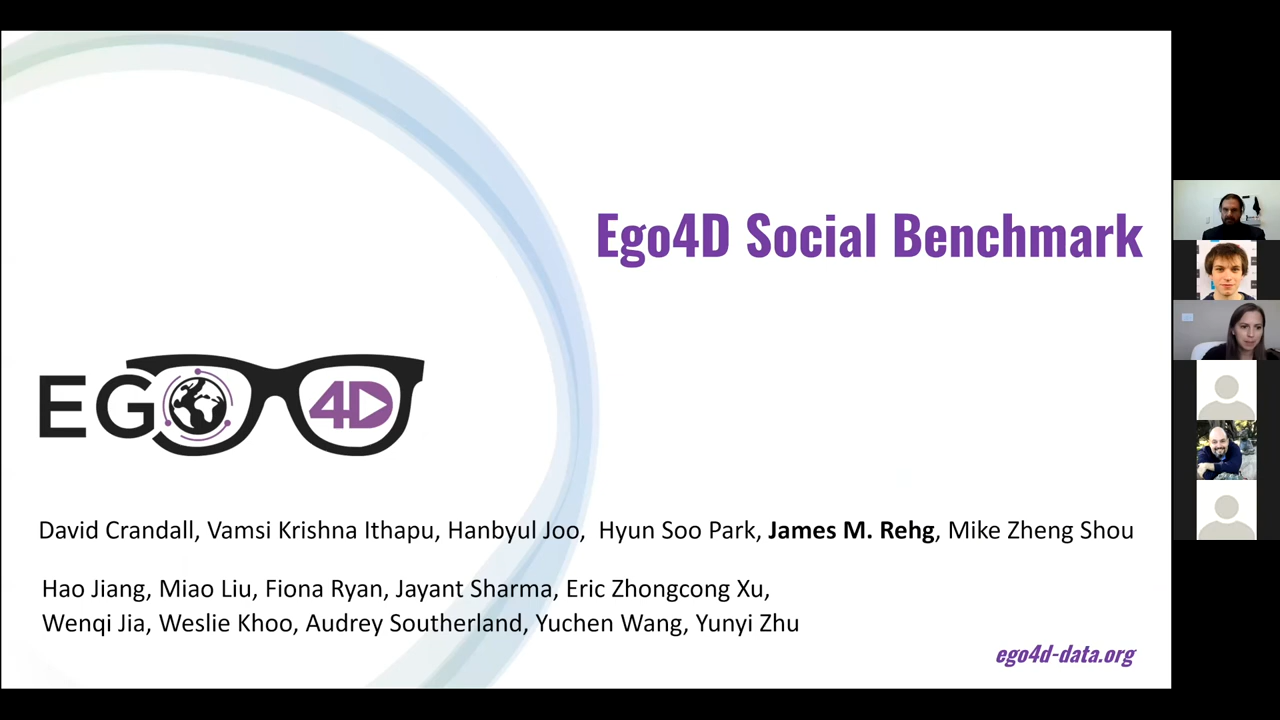 Ego4D Social Benchmark
EGO 4D
David Crandall, Vamsi Krishna Ithapu, Hanbyul Joo, Hyun Soo Park, James M. Rehg, Mike Zheng Shou
Hao Jiang, Miao Liu, Fiona Ryan, Jayant Sharma, Eric Zhongcong Xu,
Wenqi Jia, Weslie Khoo, Audrey Southerland, Yuchen Wang, Yunyi Zhu
ego4d-data.org